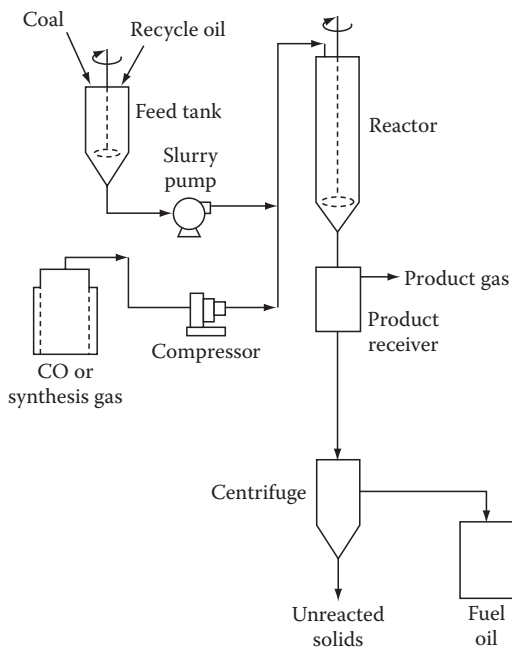 Coal
Recycle oil
Feed tank
Slurry
pump
Reactor
Product gas
Product
receiver
Compressor
CO or
synthesis gas
Centrifuge
Unreacted
solids
Fuel
oil